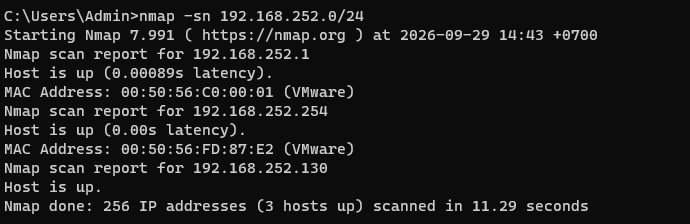 C:\Users\Admin>nmap -sn 192.168.252.0/24
Starting Nmap 7.991 ( https://nmap.org ) at 2026-09-29 14:43 +0700
Nmap scan report for 192.168.252.1
Host is up (0.00089s latency).
MAC Address: 00:50:56:C0:00:01 (VMware)
Nmap scan report for 192.168.252.254
Host is up (0.00s latency).
MAC Address: 00:50:56:FD:87:E2 (VMware)
Nmap scan report for 192.168.252.130
Host is up.
Nmap done: 256 IP addresses (3 hosts up) scanned in 11.29 seconds